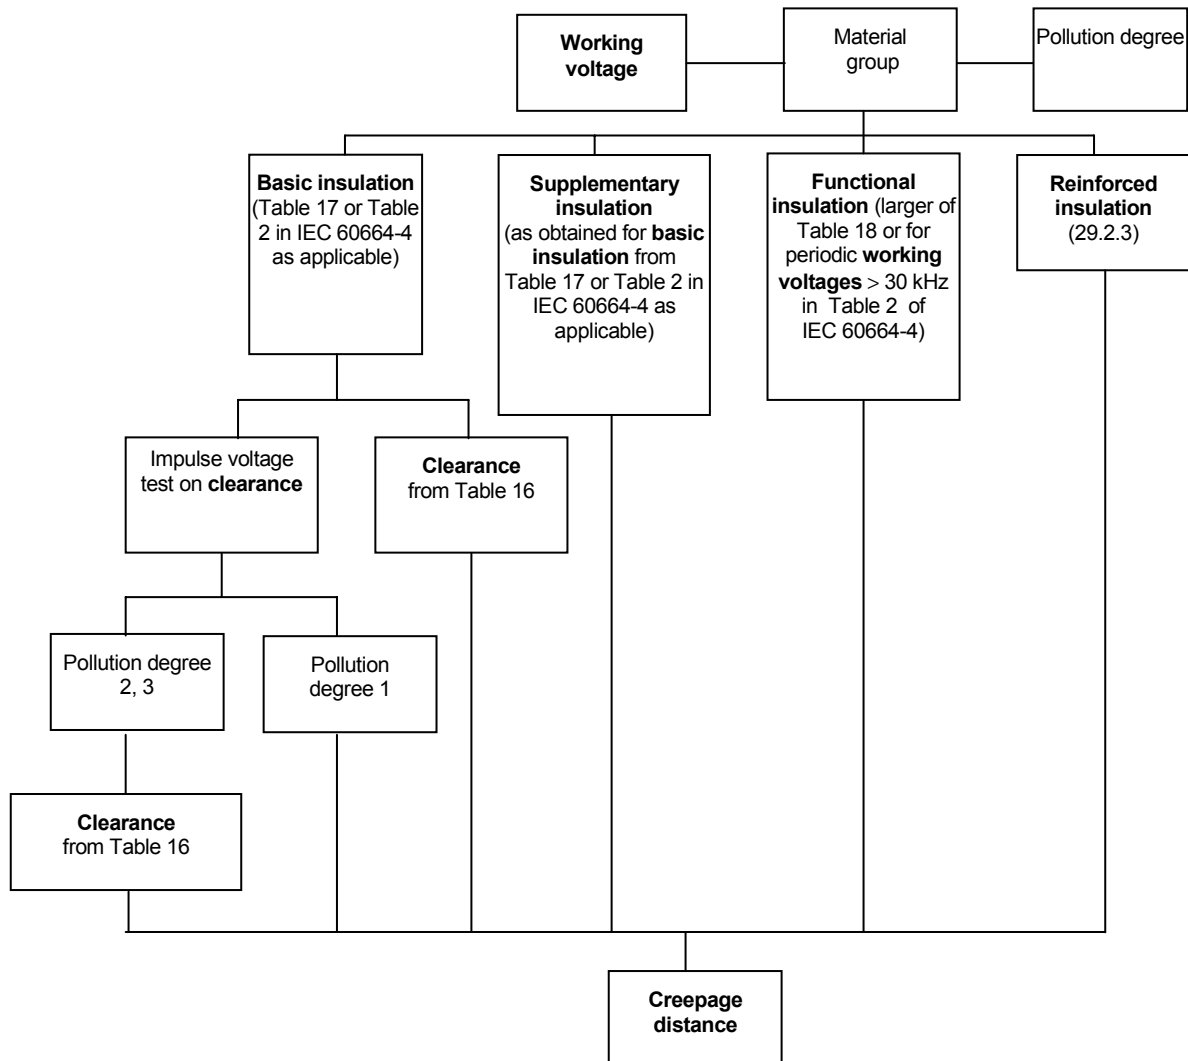 Working
voltage
Material
group
Pollution degree
Basic insulation
(Table 17 or Table
2 in IEC 60664-4
as applicable)
Supplementary
insulation
(as obtained for basic
insulation from
Table 17 or Table 2 in
IEC 60664-4 as
applicable)
Functional
insulation (larger of
Table 18 or for
periodic working
voltages > 30 kHz
in Table 2 of
IEC 60664-4)
Reinforced
insulation
(29.2.3)
Impulse voltage
test on clearance
Clearance
from Table 16
Pollution degree
2, 3
Pollution
degree 1
Clearance
from Table 16
Creepage
distance